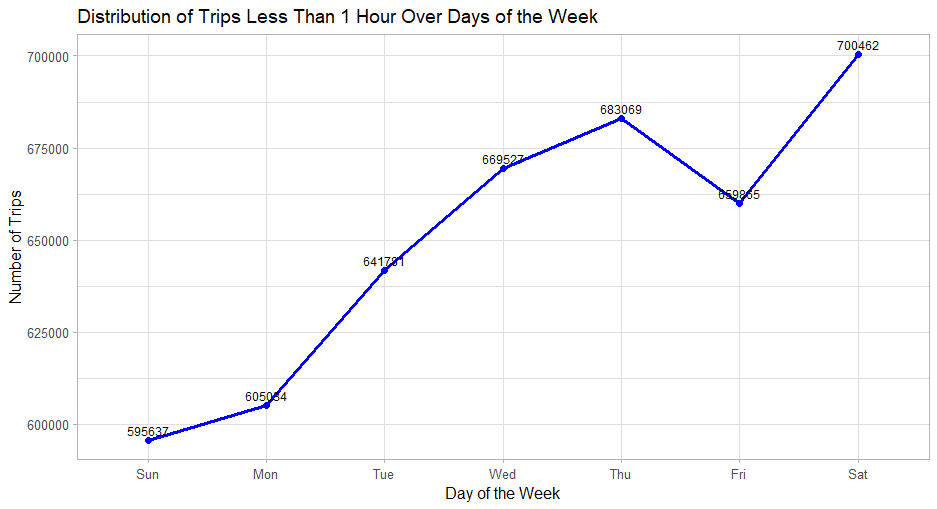 Distribution of Trips Less Than 1 Hour Over Days of the Week
Number of Trips
700000
675000
650000
625000
600000
595637
669527
683069
700462
Sun
Mon
Tue
Wed
Thu
Fri
Sat
Day of the Week